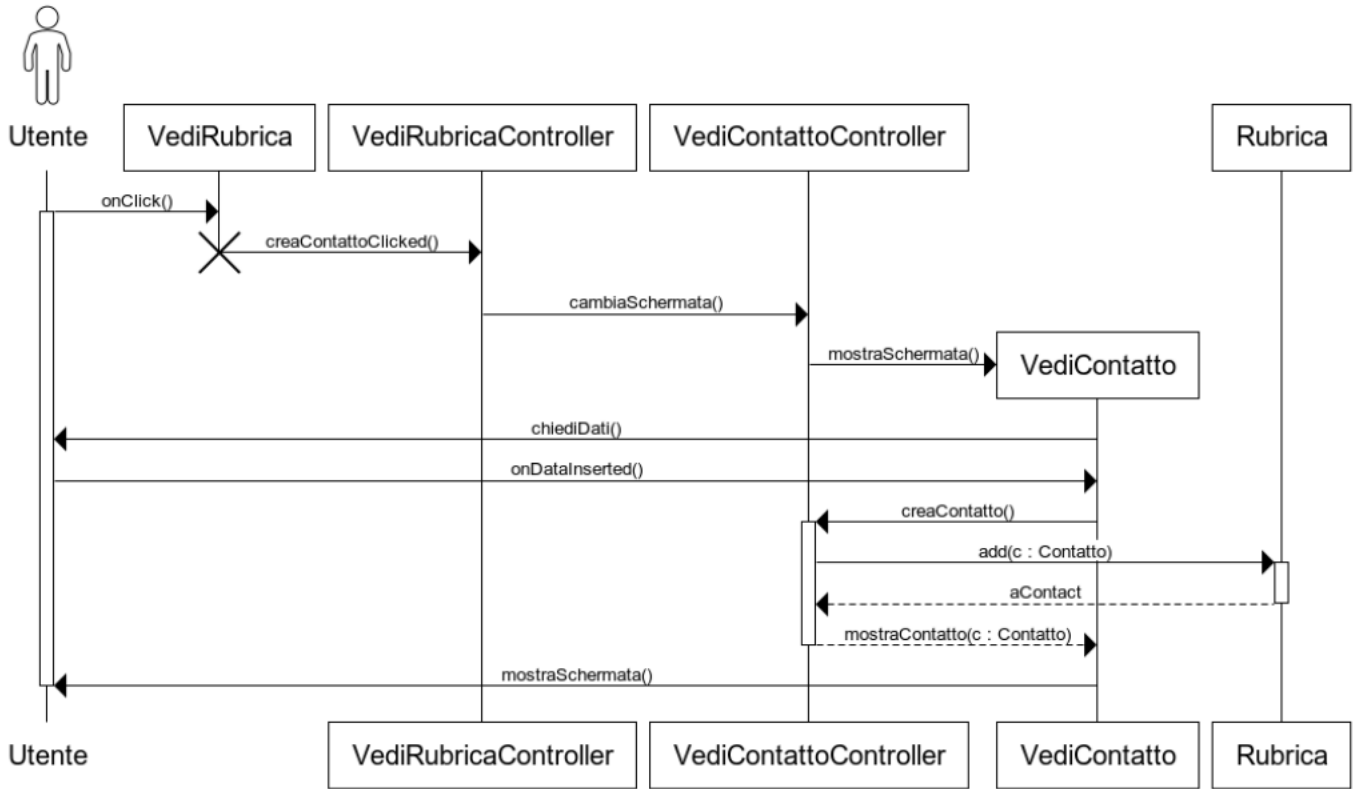 Utente
VediRubrica
VediRubricaController
VediContattoController
Rubrica
onClick()
creaContattoClicked()
cambiaSchermata()
mostraSchermata()
VediContatto
chiediDati()
onDataInserted()
creaContatto()
add(c : Contatto)
aContact
mostraContatto(c : Contatto)
mostraSchermata()
Utente
VediRubricaController
VediContattoController
VediContatto
Rubrica